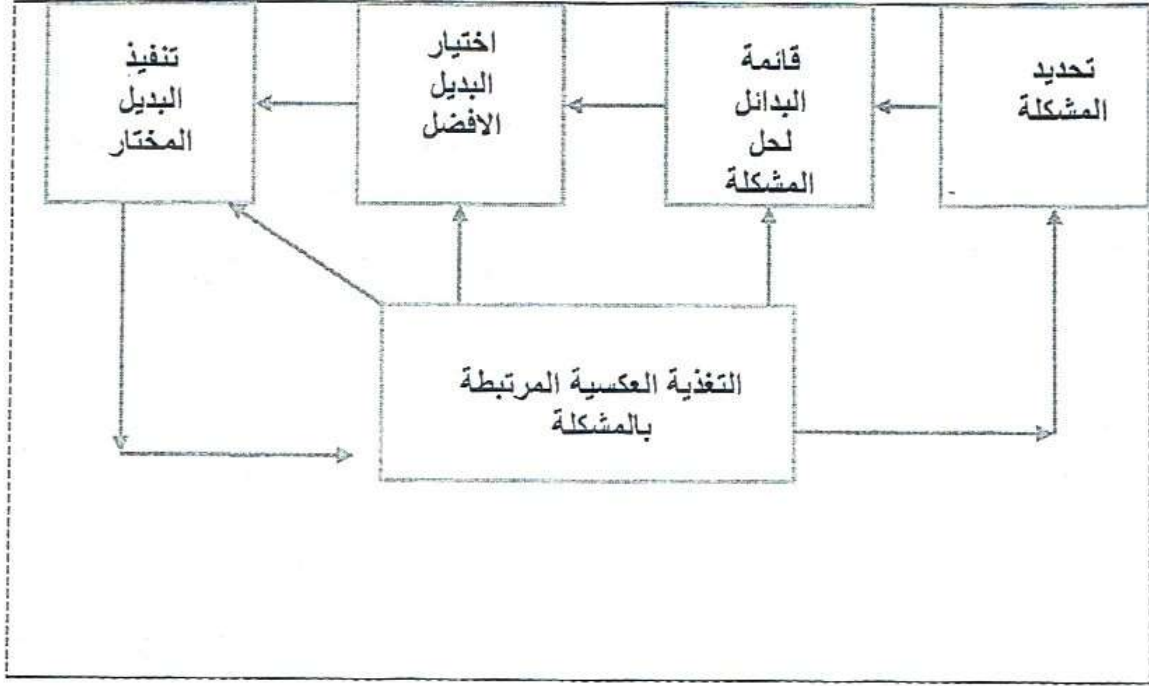 تحديد
المشكلة
قائمة
البدائل
لحل
المشكلة
اختيار
البديل
الافضل
تنفيذ
البديل
المختار
التغذية العكسية المرتبطة
بالمشكلة